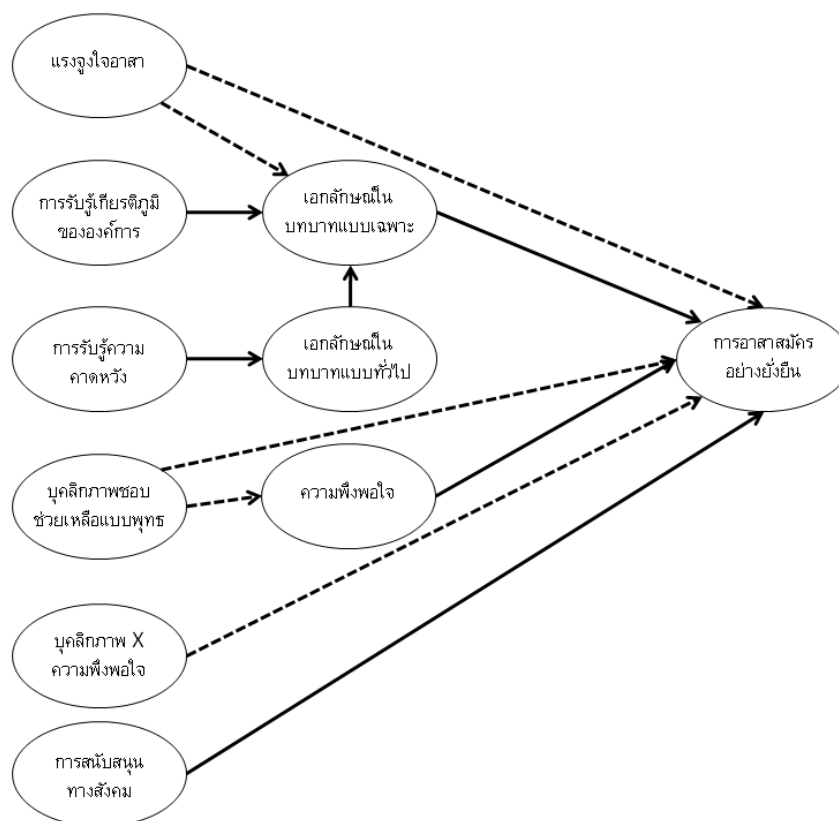 แรงจูงใจอาสา
การรับรู้เกียรติภูมิ
ขององค์การ
เอกลักษณ์ใน
บทบาทแบบเฉพาะ
การรับรู้ความ
คาดหวัง
เอกลักษณ์ใน
บทบาทแบบทั่วไป
การอาสาสมัคร
อย่างยั่งยืน
บุคลิกภาพชอบ
ช่วยเหลือแบบพุทธ
ความพึงพอใจ
บุคลิกภาพ X
ความพึงพอใจ
การสนับสนุน
ทางสังคม